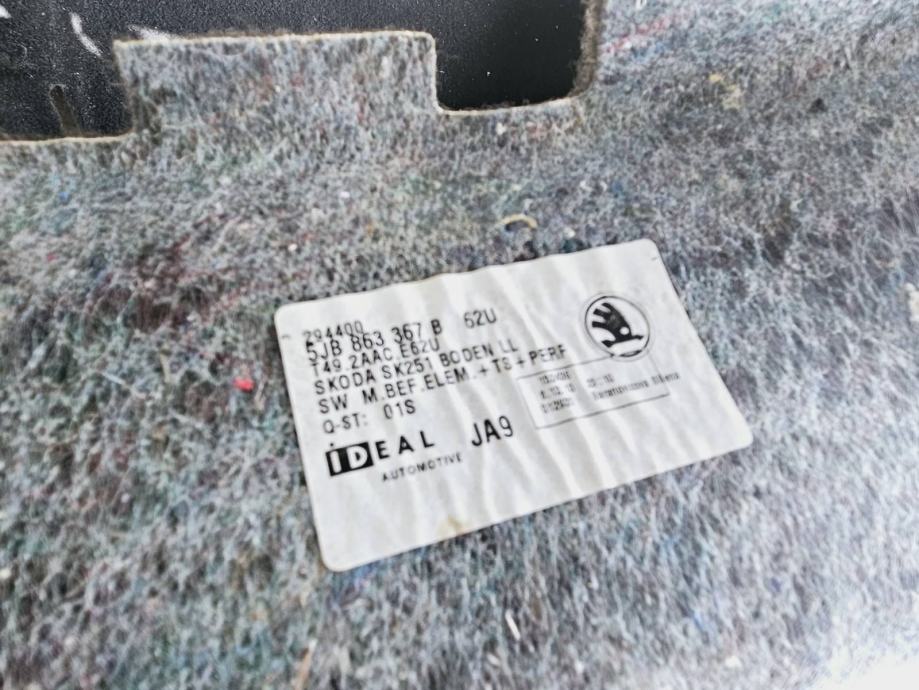 294400
5JB 863 367 B 62U
T49.2AAC.E62U
SKODA SK251 BODEN LL
SW M.BEF.ELEM.+TS+PERF
Q-ST: 01S
iDEAL JA9
AUTOMOTIVE